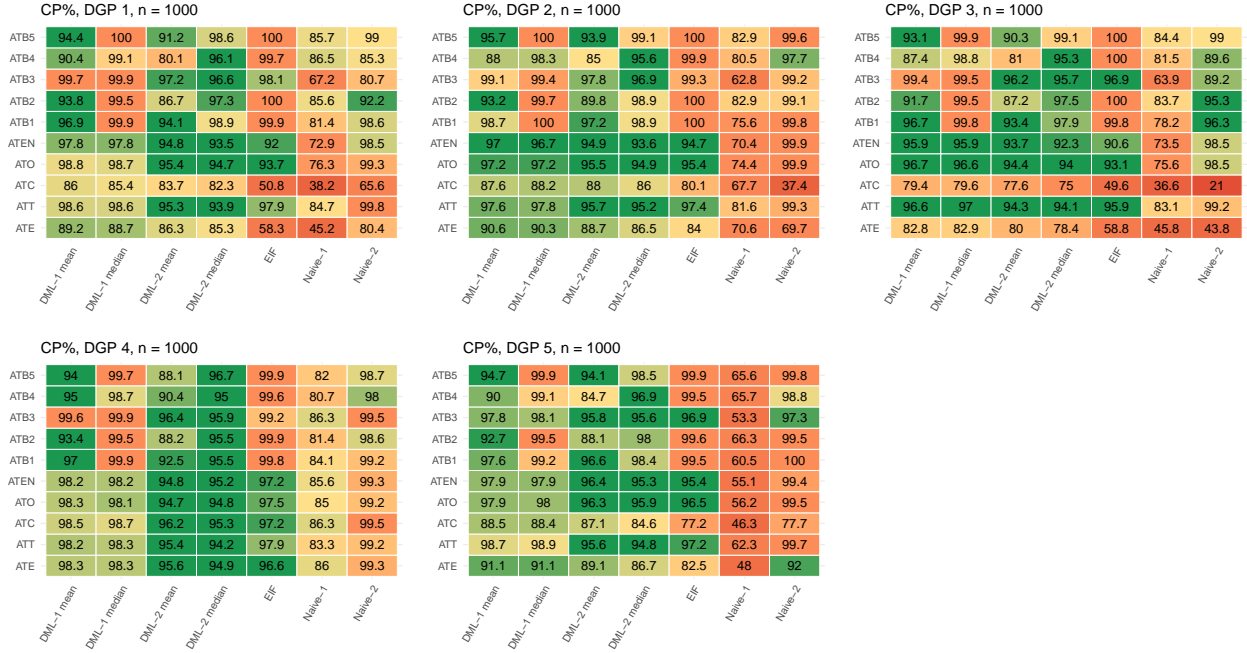 CP%, DGP 1, n = 1000
ATB5 94.4 100 91.2 98.6 100 85.7 99
ATB4 90.4 99.1 80.1 96.1 99.7 86.5 85.3
ATB3 99.7 99.9 97.2 96.6 98.1 67.2 80.7
ATB2 93.8 99.5 86.7 97.3 100 85.6 92.2
ATB1 96.9 99.9 94.1 98.9 99.9 81.4 98.6
ATEN 97.8 97.8 94.8 93.5 92 72.9 98.5
ATO 98.8 98.7 95.4 94.7 93.7 76.3 99.3
ATC 86 85.4 83.7 82.3 50.8 38.2 65.6
ATT 98.6 98.6 95.3 93.9 97.9 84.7 99.8
ATE 89.2 88.7 86.3 85.3 58.3 45.2 80.4
DML−1 mean DML−1 median DML−2 mean DML−2 median EIF Naive−1 Naive−2
CP%, DGP 2, n = 1000
ATB5 95.7 100 93.9 99.1 100 82.9 99.6
ATB4 88 98.3 85 95.6 99.9 80.5 97.7
ATB3 99.1 99.4 97.8 96.9 99.3 62.8 99.2
ATB2 93.2 99.7 89.8 98.9 100 82.9 99.1
ATB1 98.7 100 97.2 98.9 100 75.6 99.8
ATEN 97 96.7 94.9 93.6 94.7 70.4 99.9
ATO 97.2 97.2 95.5 94.9 95.4 74.4 99.9
ATC 87.6 88.2 88 86 80.1 67.7 37.4
ATT 97.6 97.8 95.7 95.2 97.4 81.6 99.3
ATE 90.6 90.3 88.7 86.5 84 70.6 69.7
DML−1 mean DML−1 median DML−2 mean DML−2 median EIF Naive−1 Naive−2
CP%, DGP 3, n = 1000
ATB5 93.1 99.9 90.3 99.1 100 84.4 99
ATB4 87.4 98.8 81 95.3 100 81.5 89.6
ATB3 99.4 99.5 96.2 95.7 96.9 63.9 89.2
ATB2 91.7 99.5 87.2 97.5 100 83.7 95.3
ATB1 96.7 99.8 93.4 97.9 99.8 78.2 96.3
ATEN 95.9 95.9 93.7 92.3 90.6 73.5 98.5
ATO 96.7 96.6 94.4 94 93.1 75.6 98.5
ATC 79.4 79.6 77.6 75 49.6 36.6 21
ATT 96.6 97 94.3 94.1 95.9 83.1 99.2
ATE 82.8 82.9 80 78.4 58.8 45.8 43.8
DML−1 mean DML−1 median DML−2 mean DML−2 median EIF Naive−1 Naive−2
CP%, DGP 4, n = 1000
ATB5 94 99.7 88.1 96.7 99.9 82 98.7
ATB4 95 98.7 90.4 95 99.6 80.7 98
ATB3 99.6 99.9 96.4 95.9 99.2 86.3 99.5
ATB2 93.4 99.5 88.2 95.5 99.9 81.4 98.6
ATB1 97 99.9 92.5 95.5 99.8 84.1 99.2
ATEN 98.2 98.2 94.8 95.2 97.2 85.6 99.3
ATO 98.3 98.1 94.7 94.8 97.5 85 99.2
ATC 98.5 98.7 96.2 95.3 97.2 86.3 99.5
ATT 98.2 98.3 95.4 94.2 97.9 83.3 99.2
ATE 98.3 98.3 95.6 94.9 96.6 86 99.3
DML−1 mean DML−1 median DML−2 mean DML−2 median EIF Naive−1 Naive−2
CP%, DGP 5, n = 1000
ATB5 94.7 99.9 94.1 98.5 99.9 65.6 99.8
ATB4 90 99.1 84.7 96.9 99.5 65.7 98.8
ATB3 97.8 98.1 95.8 95.6 96.9 53.3 97.3
ATB2 92.7 99.5 88.1 98 99.6 66.3 99.5
ATB1 97.6 99.2 96.6 98.4 99.5 60.5 100
ATEN 97.9 97.9 96.4 95.3 95.4 55.1 99.4
ATO 97.9 98 96.3 95.9 96.5 56.2 99.5
ATC 88.5 88.4 87.1 84.6 77.2 46.3 77.7
ATT 98.7 98.9 95.6 94.8 97.2 62.3 99.7
ATE 91.1 91.1 89.1 86.7 82.5 48 92
DML−1 mean DML−1 median DML−2 mean DML−2 median EIF Naive−1 Naive−2